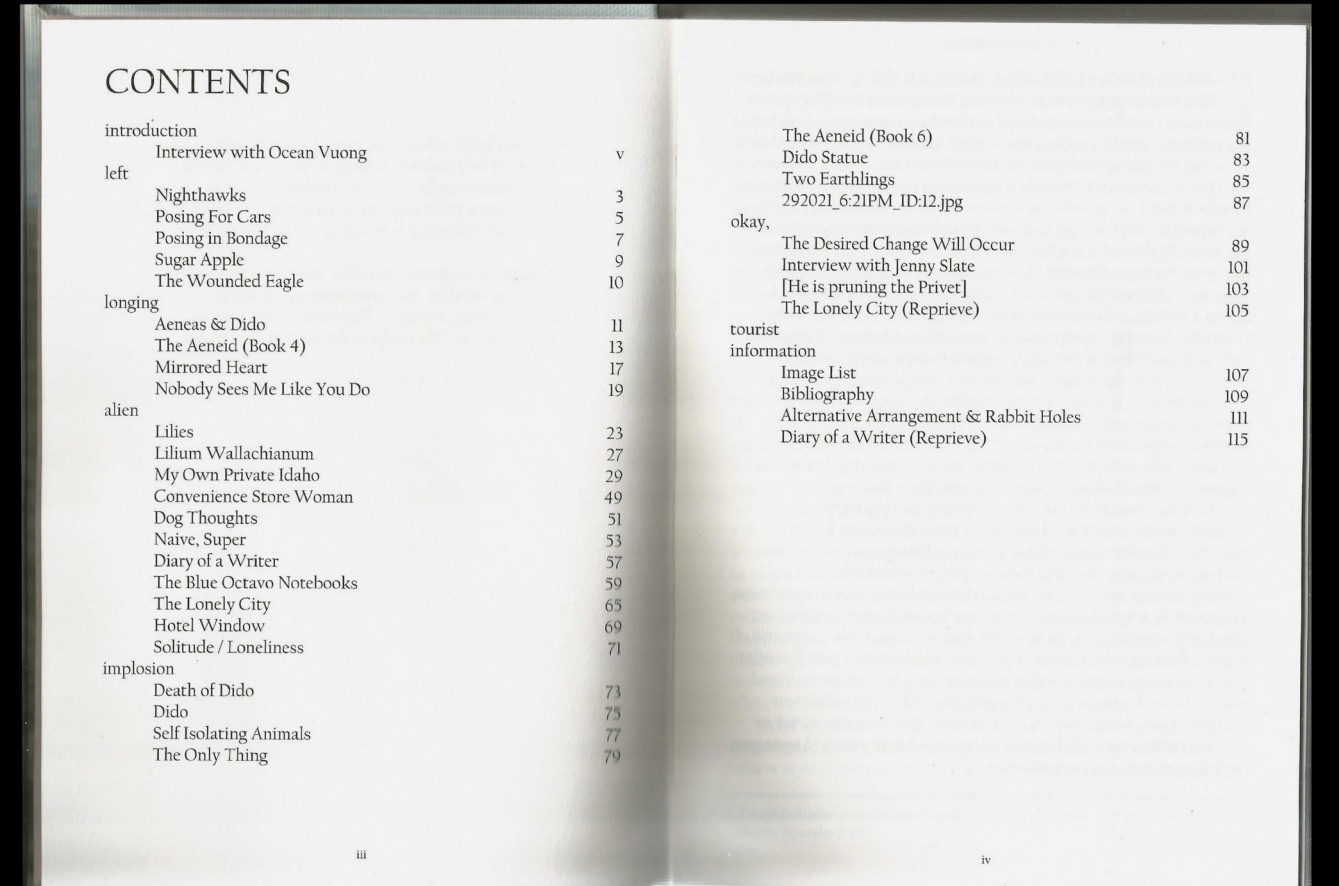 CONTENTS
introduction
Interview with Ocean Vuong v
left
Nighthawks 3
Posing For Cars 5
Posing in Bondage 7
Sugar Apple 9
The Wounded Eagle 10
longing
Aeneas & Dido 11
The Aeneid (Book 4) 13
Mirrored Heart 17
Nobody Sees Me Like You Do 19
alien
Lilies 23
Lilium Wallachianum 27
My Own Private Idaho 29
Convenience Store Woman 49
Dog Thoughts 51
Naive, Super 53
Diary of a Writer 57
The Blue Octavo Notebooks 59
The Lonely City 65
Hotel Window 69
Solitude / Loneliness 71
implosion
Death of Dido 73
Dido 75
Self Isolating Animals 77
The Only Thing 79
iii
The Aeneid (Book 6) 81
Dido Statue 83
Two Earthlings 85
292021_6:21PM_ID:12.jpg 87
okay,
The Desired Change Will Occur 89
Interview with Jenny Slate 101
[He is pruning the Privet] 103
The Lonely City (Reprieve) 105
tourist
information
Image List 107
Bibliography 109
Alternative Arrangement & Rabbit Holes 111
Diary of a Writer (Reprieve) 115
iv